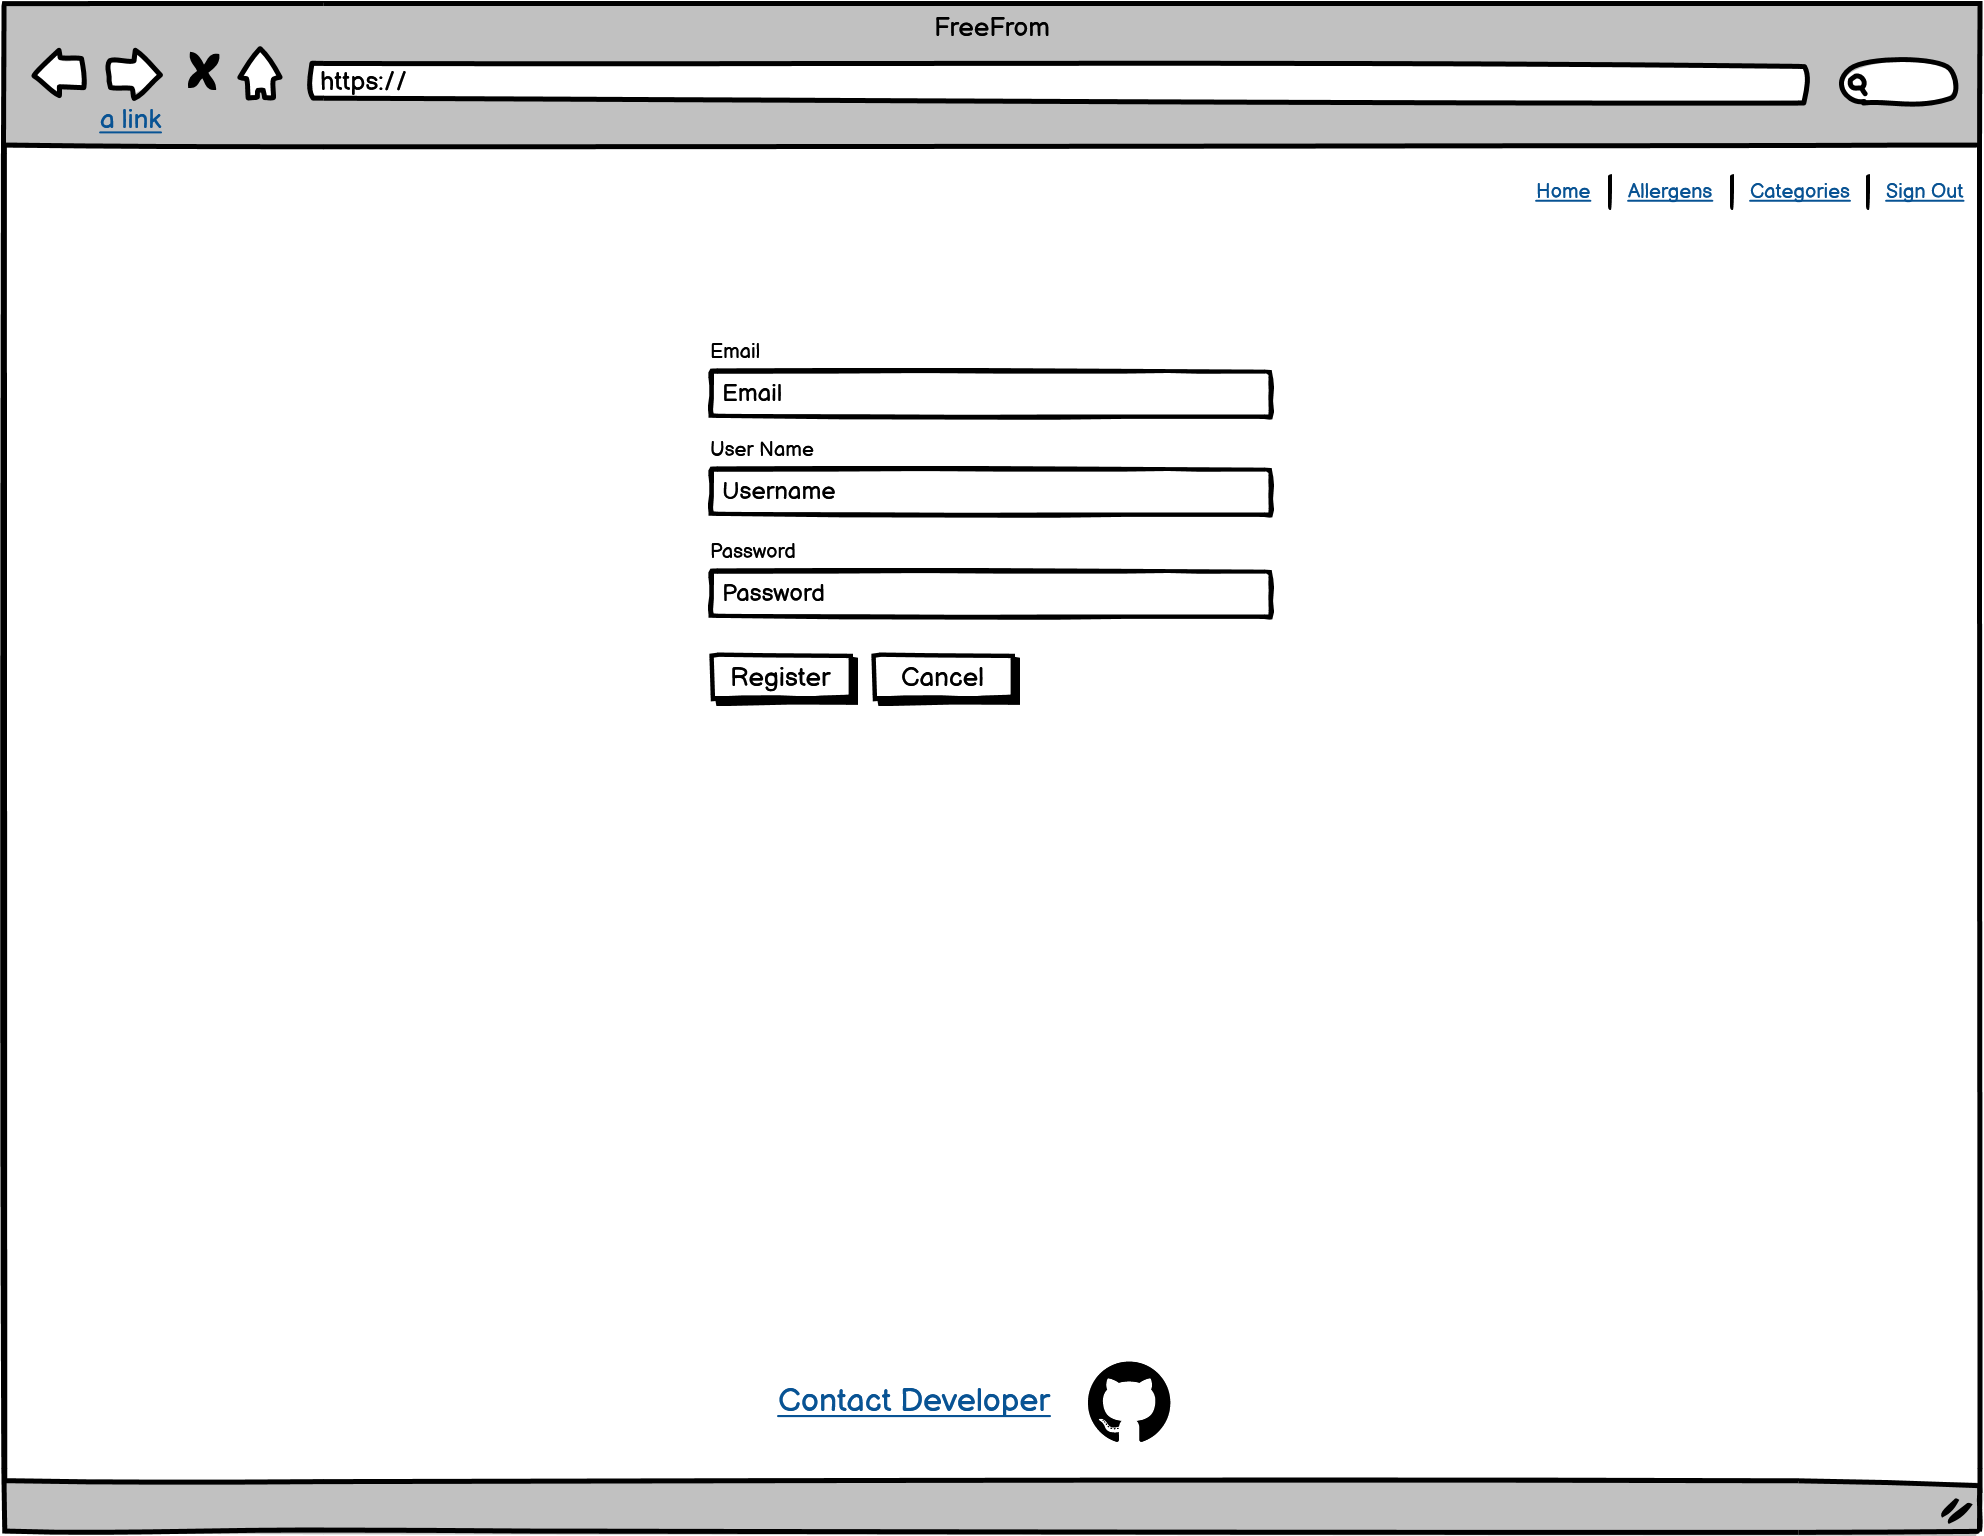 FreeFrom
https://
a link
Home Allergens Categories Sign Out
Email
Email
User Name
Username
Password
Password
Register Cancel
Contact Developer